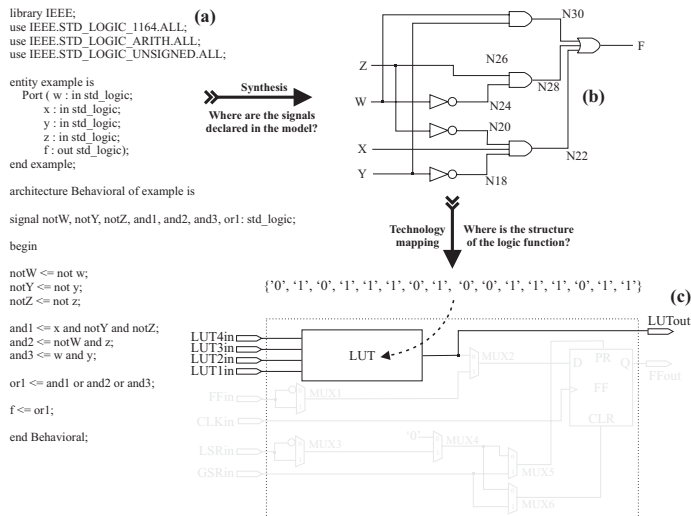 library IEEE;
use IEEE.STD_LOGIC_1164.ALL;
use IEEE.STD_LOGIC_ARITH.ALL;
use IEEE.STD_LOGIC_UNSIGNED.ALL;
(a)
entity example is
Port ( w : in std_logic;
x : in std_logic;
y : in std_logic;
z : in std_logic;
f : out std_logic);
end example;
architecture Behavioral of example is
signal notW, notY, notZ, and1, and2, and3, or1: std_logic;
begin
notW <= not w;
notY <= not y;
notZ <= not z;
and1 <= x and notY and notZ;
and2 <= notW and z;
and3 <= w and y;
or1 <= and1 or and2 or and3;
f <= or1;
end Behavioral;
Synthesis
Where are the signals
declared in the model?
N30
F
Z
N26
N28
(b)
W
N24
N20
X
N22
Y
N18
Technology
mapping
Where is the structure
of the logic function?
{'0', '1', '0', '1', '1', '1', '0', '1', '0', '0', '1', '1', '0', '1', '1'}
(c)
LUT4in
LUT3in
LUT2in
LUT1in
LUT
LUTout
MUX2
PR
D
Q
FF
CLR
FFout
FFin
MUX1
CLKin
LSRin
MUX3
'0'
MUX4
GSRin
MUX5
MUX6